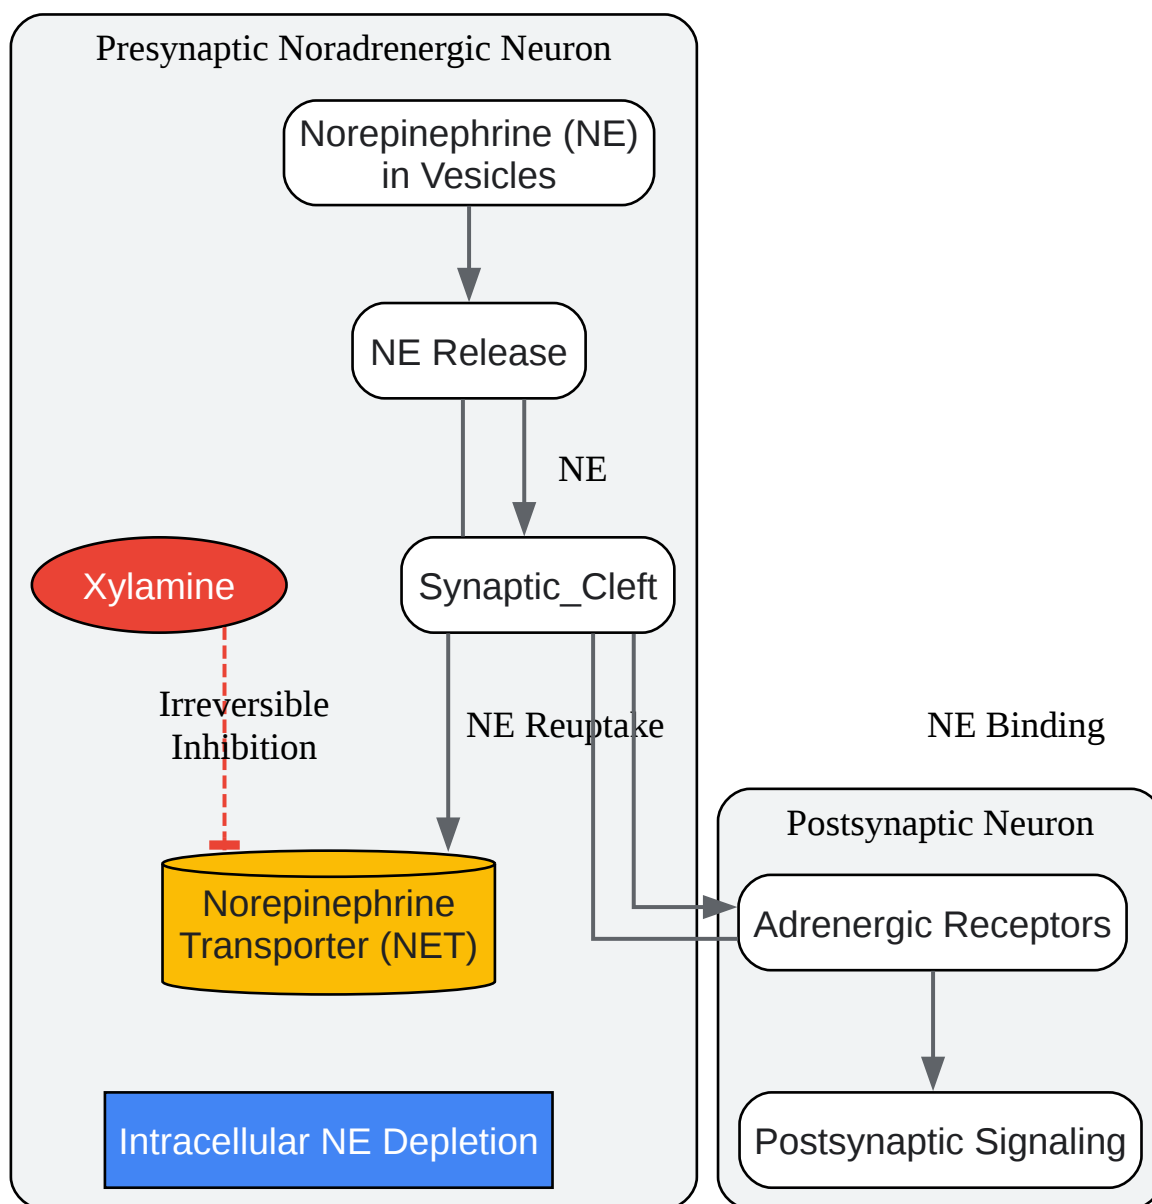 Presynaptic Noradrenergic Neuron
Norepinephrine (NE)
in Vesicles
NE Release
NE
Xylamine
Synaptic_Cleft
Irreversible
Inhibition
NE Reuptake
NE Binding
Postsynaptic Neuron
Norepinephrine
Transporter (NET)
Adrenergic Receptors
Intracellular NE Depletion
Postsynaptic Signaling